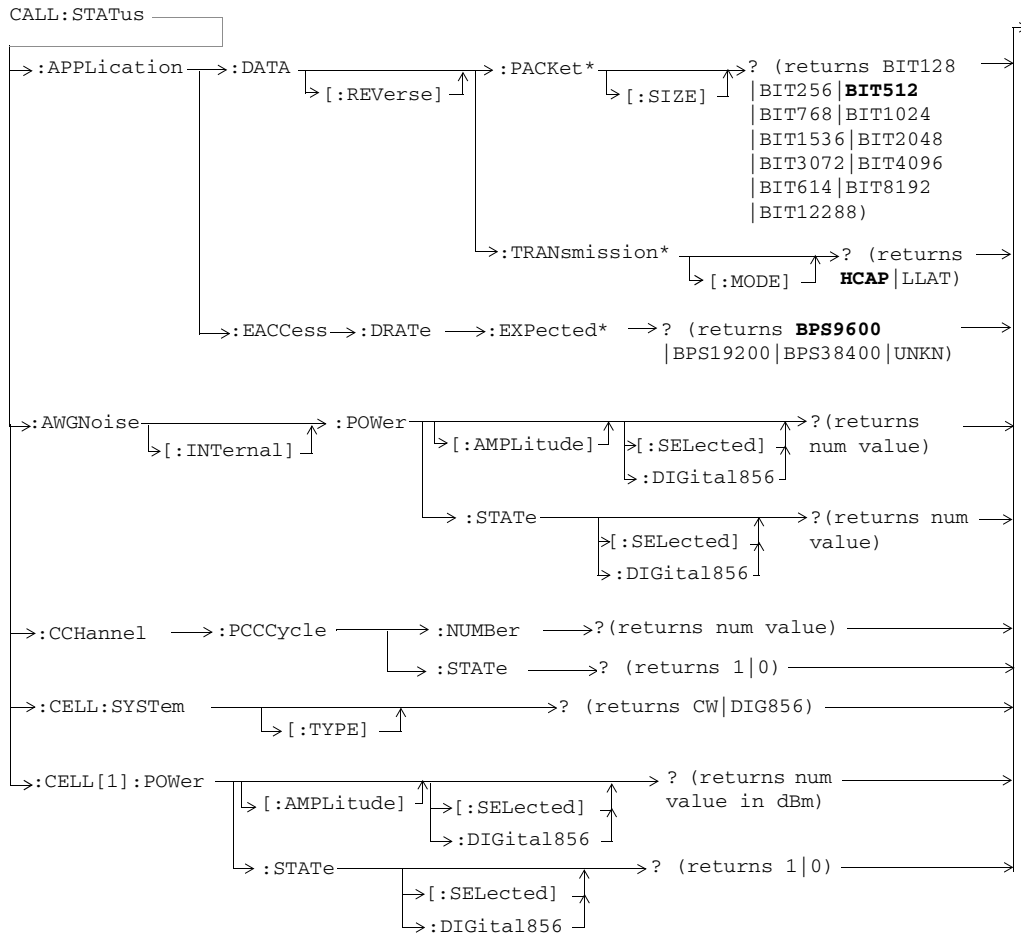 CALL:STATus
:APPLication :DATA :PACKet* ? (returns BIT128
[:REVerse] [:SIZE] |BIT256|BIT512
|BIT768|BIT1024
|BIT1536|BIT2048
|BIT3072|BIT4096
|BIT614|BIT8192
|BIT12288)
:TRANsmission* ? (returns
[:MODE] HCAP|LLAT)
:EACCess :DRATe :EXPected* ? (returns BPS9600
|BPS19200|BPS38400|UNKN)
:AWGNoise :POWer ?(returns
[:INTernal] [:AMPLitude] [:SELected] num value)
:DIGital856
:STATe ?(returns num
[:SELected] value)
:DIGital856
:CCHannel :PCCCycle :NUMBer ?(returns num value)
:STATe ? (returns 1|0)
:CELL:SYSTem ? (returns CW|DIG856)
[:TYPE]
:CELL[1]:POWer ? (returns num
[:AMPLitude] [:SELected] value in dBm)
:DIGital856
:STATe ? (returns 1|0)
[:SELected]
:DIGital856